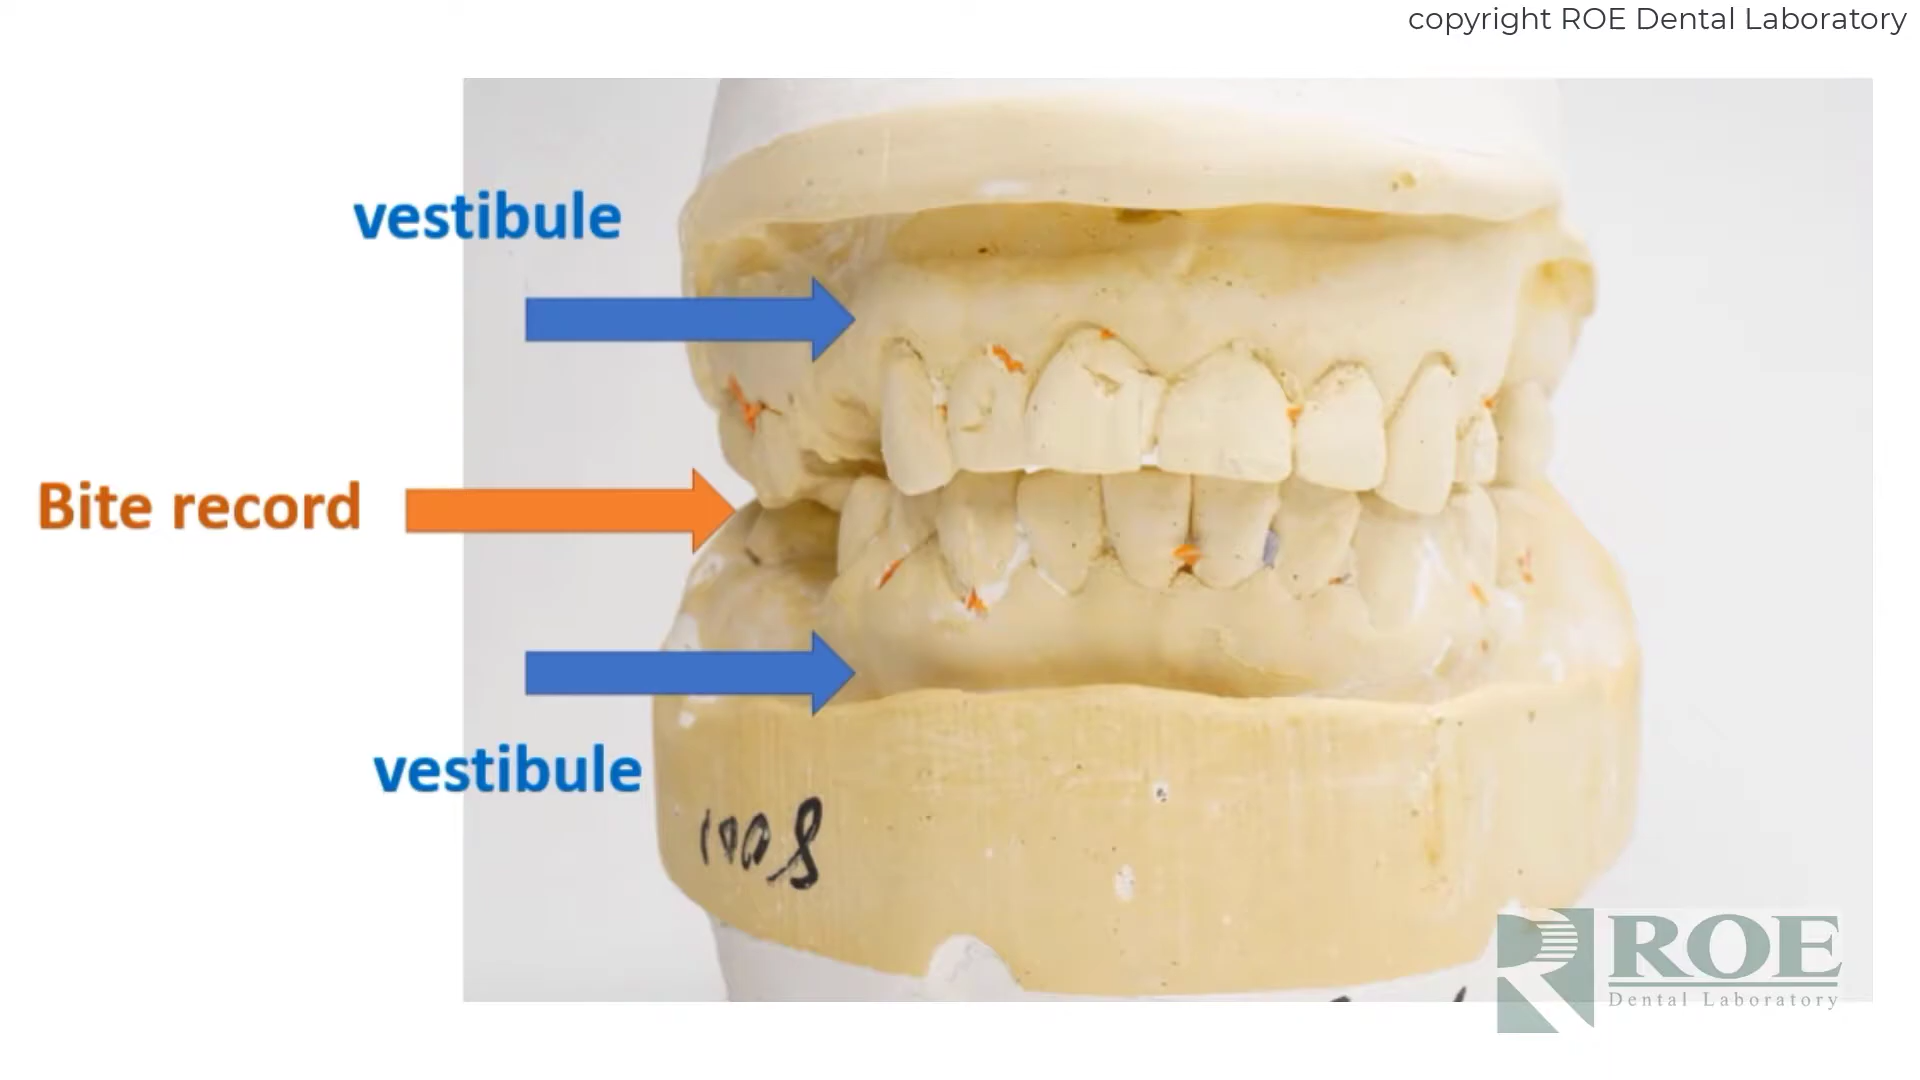 copyright ROE Dental Laboratory
vestibule
Bite record
vestibule
1008
ROE
Dental Laboratory